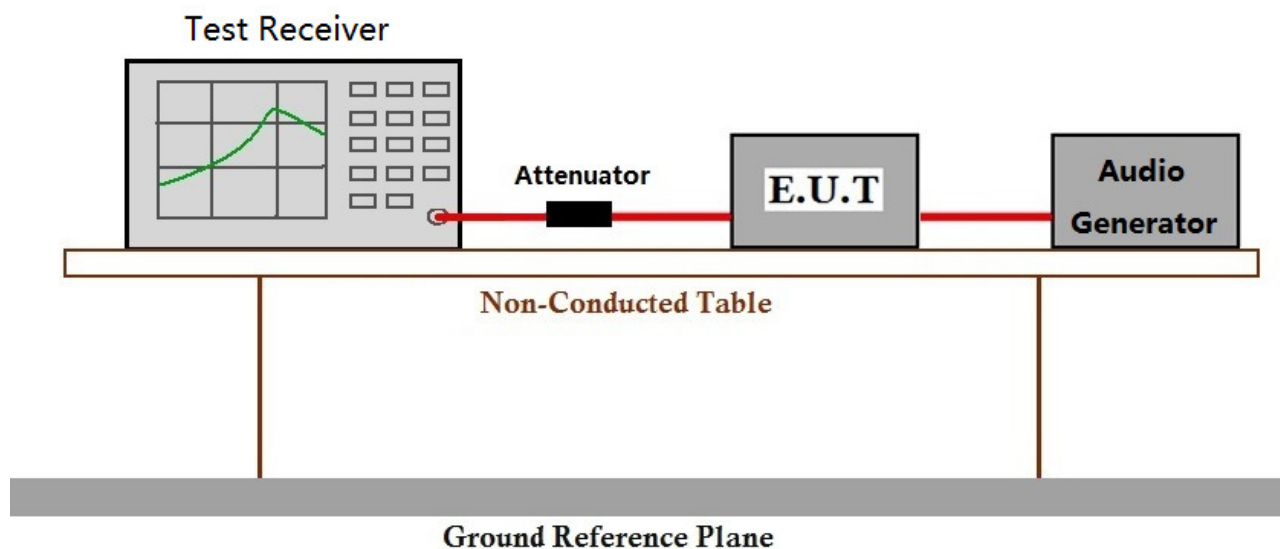 Test Receiver
Attenuator
E.U.T
Audio
Generator
Non-Conducted Table
Ground Reference Plane